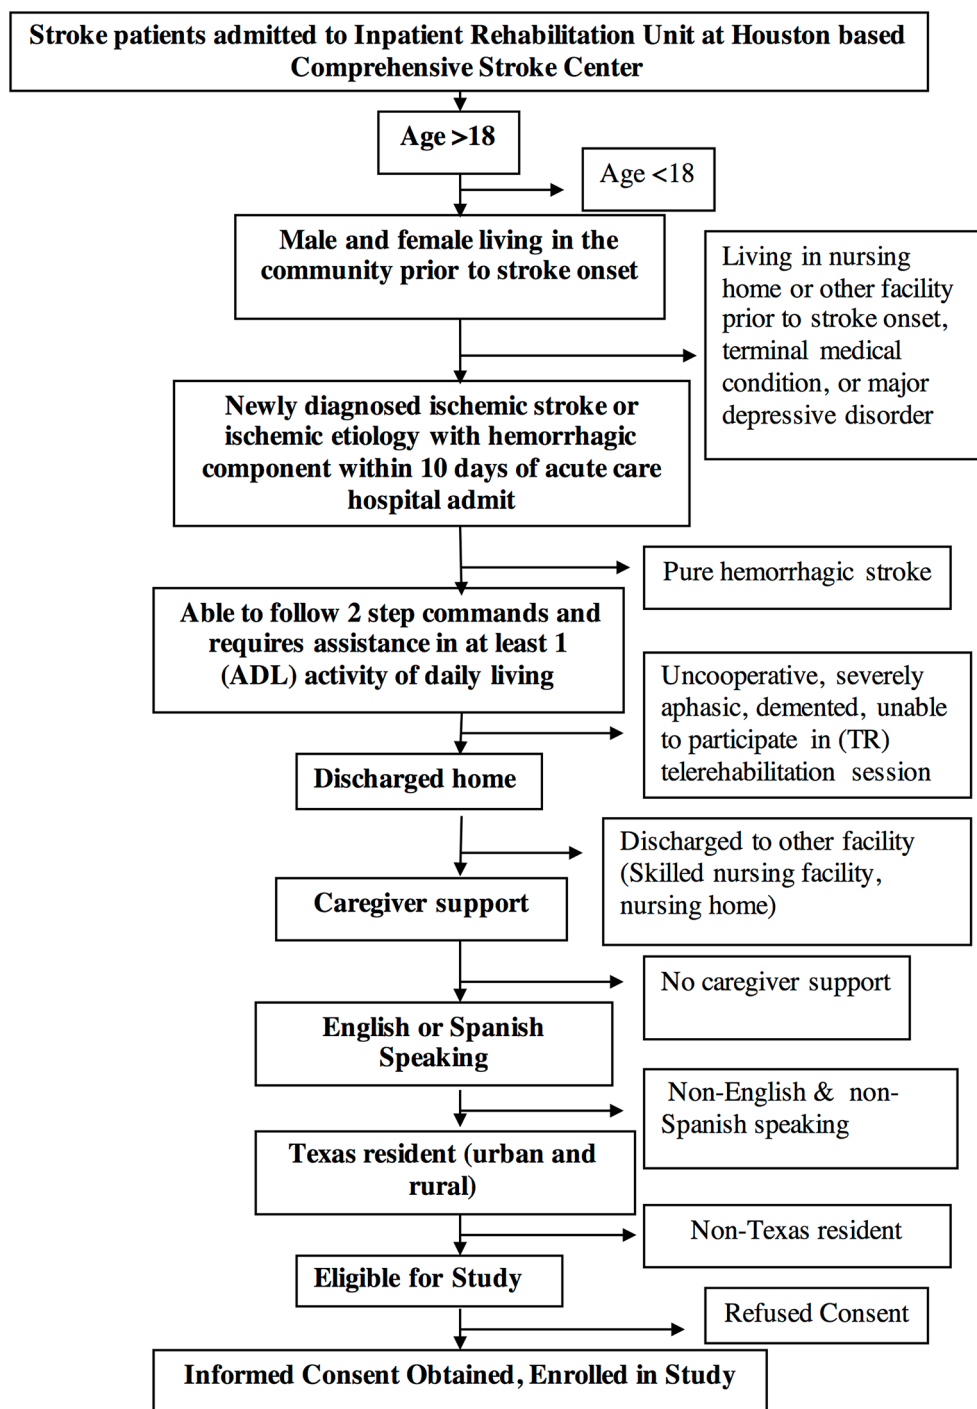 Stroke patients admitted to Inpatient Rehabilitation Unit at Houston based
Comprehensive Stroke Center
Age >18
Age <18
Male and female living in the
community prior to stroke onset
Living in nursing
home or other facility
prior to stroke onset,
terminal medical
condition, or major
depressive disorder
Newly diagnosed ischemic stroke or
ischemic etiology with hemorrhagic
component within 10 days of acute care
hospital admit
Pure hemorrhagic stroke
Able to follow 2 step commands and
requires assistance in at least 1
(ADL) activity of daily living
Uncooperative, severely
aphasic, demented, unable
to participate in (TR)
telerehabilitation session
Discharged home
Discharged to other facility
(Skilled nursing facility,
nursing home)
Caregiver support
No caregiver support
English or Spanish
Speaking
Non-English & non-
Spanish speaking
Texas resident (urban and
rural)
Non-Texas resident
Eligible for Study
Refused Consent
Informed Consent Obtained, Enrolled in Study